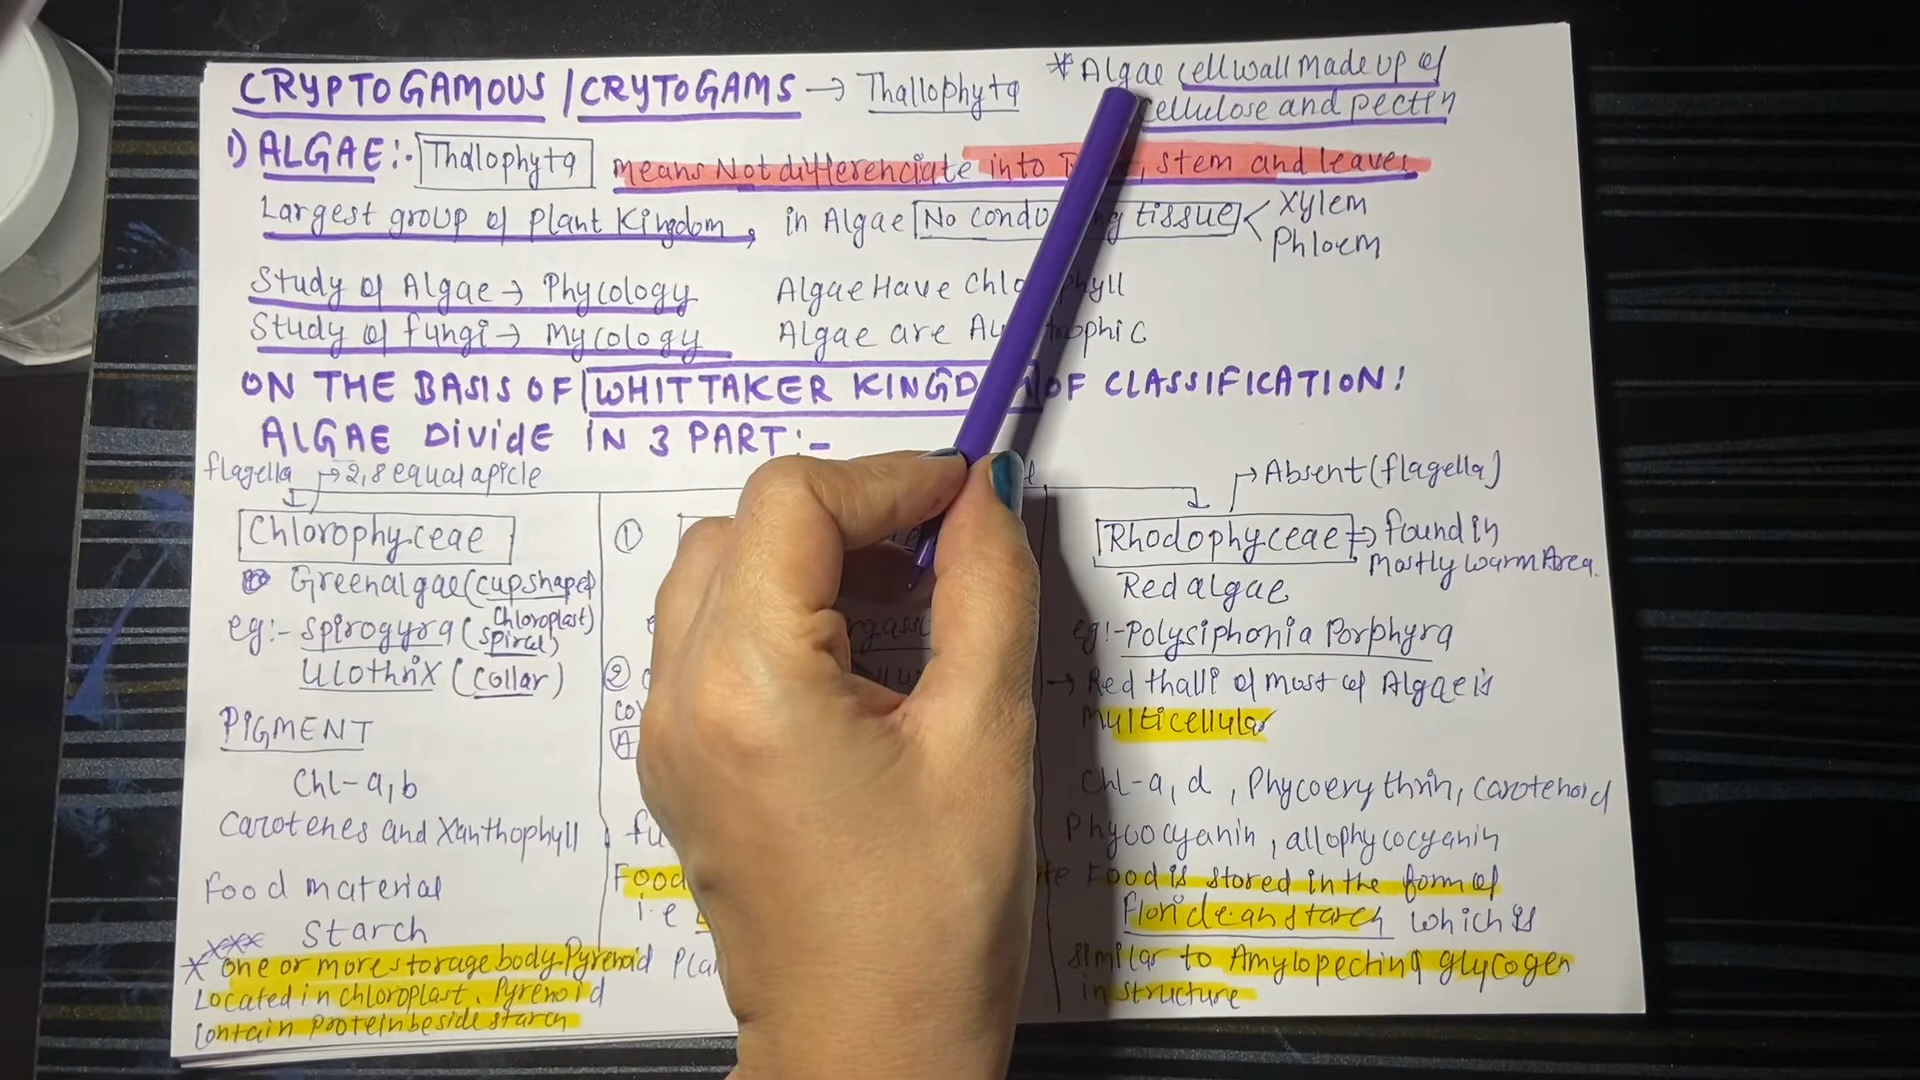 CRYPTOGAMOUS / CRYTOGAMS → Thallophyta
* Algae cell wall made up of
cellulose and pectin
1) ALGAE:- Thalophyta means Not differenciate into , stem and leaves
Largest group of plant Kingdom, in Algae No tissue < Xylem
Phloem
Study of Algae → Phycology Algae Have
Study of fungi → Mycology Algae are
ON THE BASIS OF WHITTAKER OF CLASSIFICATION!
ALGAE DIVIDE IN 3 PART:-
flagella → 2,8 equal apicle
Chlorophyceae
Green algae (cup shaped
Chloroplast)
eg:- Spirogyra (spiral)
Ulothrix (collar)
PIGMENT
Chl-a,b
Carotenes and Xanthophyll
Food material
Starch
*** 
* one or more storage body Pyrenoid
Located in chloroplast. Pyrenoid
Contain Protein beside starch
①
②
Food
i.e
→ Absent (flagella)
Rhodophyceae ⇒ found in
Mostly warm Area.
Red algae
eg:- Polysiphonia Porphyra
→ Red thalli of most of Algae is
Multicellular
Chl-a,d , Phycoerythrin, carotenoid
Phycocyanin, allophycocyanin
Food is stored in the form of
floridean starch which is
similar to Amylopecting glycogen
in structure